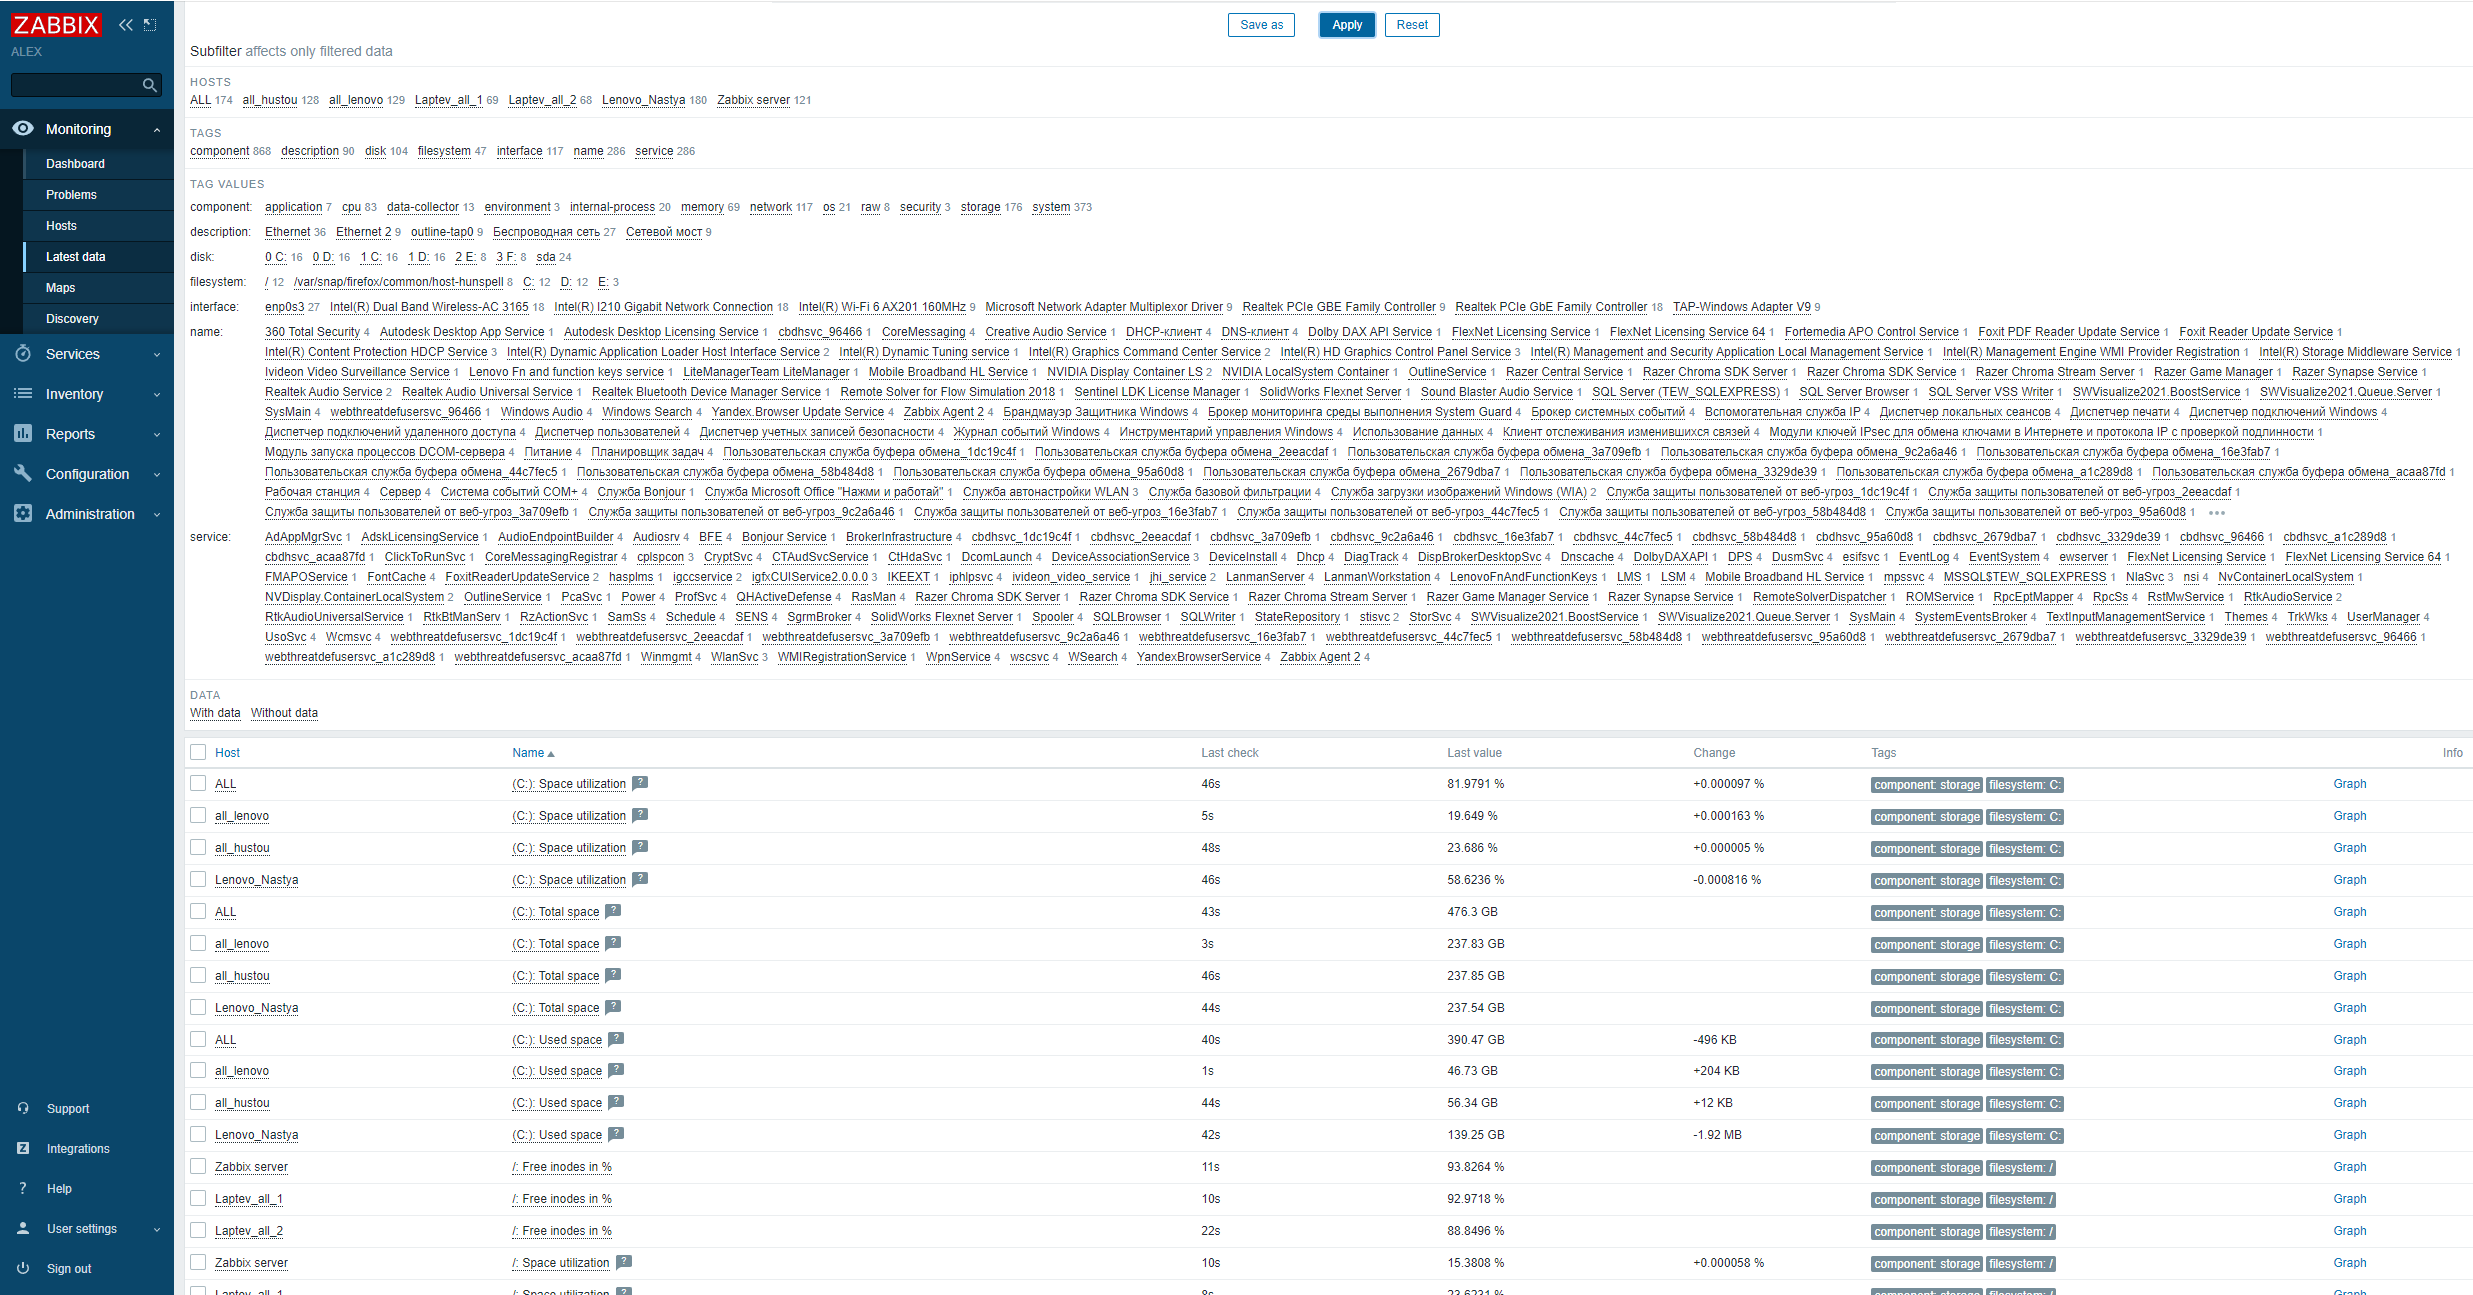 ZABBIX
ALEX
Monitoring
Dashboard
Problems
Hosts
Latest data
Maps
Discovery
Services
Inventory
Reports
Configuration
Administration
Support
Integrations
Help
User settings
Sign out
Save as Apply Reset
Subfilter affects only filtered data
HOSTS
ALL 174 all_hustou 128 all_lenovo 129 Laptev_all_1 69 Laptev_all_2 68 Lenovo_Nastya 180 Zabbix server 121
TAGS
component 868 description 90 disk 104 filesystem 47 interface 117 name 286 service 286
TAG VALUES
component: application 7 cpu 83 data-collector 13 environment 3 internal-process 20 memory 69 network 117 os 21 raw 8 security 3 storage 176 system 373
description: Ethernet 36 Ethernet 2 9 outline-tap0 9 Беспроводная сеть 27 Сетевой мост 9
disk: 0 C: 16 0 D: 16 1 C: 16 1 D: 16 2 E: 8 3 F: 8 sda 24
filesystem: / 12 /var/snap/firefox/common/host-hunspell 8 C: 12 D: 12 E: 3
interface: enp0s3 27 Intel(R) Dual Band Wireless-AC 3165 18 Intel(R) I210 Gigabit Network Connection 18 Intel(R) Wi-Fi 6 AX201 160MHz 9 Microsoft Network Adapter Multiplexor Driver 9 Realtek PCIe GBE Family Controller 9 Realtek PCIe GbE Family Controller 18 TAP-Windows Adapter V9 9
name: 360 Total Security 4 Autodesk Desktop App Service 1 Autodesk Desktop Licensing Service 1 cbdhsvc_96466 1 CoreMessaging 4 Creative Audio Service 1 DHCP-клиент 4 DNS-клиент 4 Dolby DAX API Service 1 FlexNet Licensing Service 1 FlexNet Licensing Service 64 1 Fortemedia APO Control Service 1 Foxit PDF Reader Update Service 1 Foxit Reader Update Service 1
Intel(R) Content Protection HDCP Service 3 Intel(R) Dynamic Application Loader Host Interface Service 2 Intel(R) Dynamic Tuning service 1 Intel(R) Graphics Command Center Service 2 Intel(R) HD Graphics Control Panel Service 3 Intel(R) Management and Security Application Local Management Service 1 Intel(R) Management Engine WMI Provider Registration 1 Intel(R) Storage Middleware Service 1
Ivideon Video Surveillance Service 1 Lenovo Fn and function keys service 1 LiteManagerTeam LiteManager 1 Mobile Broadband HL Service 1 NVIDIA Display Container LS 2 NVIDIA LocalSystem Container 1 OutlineService 1 Razer Central Service 1 Razer Chroma SDK Server 1 Razer Chroma SDK Service 1 Razer Chroma Stream Server 1 Razer Game Manager 1 Razer Synapse Service 1
Realtek Audio Service 2 Realtek Audio Universal Service 1 Realtek Bluetooth Device Manager Service 1 Remote Solver for Flow Simulation 2018 1 Sentinel LDK License Manager 1 SolidWorks Flexnet Server 1 Sound Blaster Audio Service 1 SQL Server (TEW_SQLEXPRESS) 1 SQL Server Browser 1 SQL Server VSS Writer 1 SWVisualize2021.BoostService 1 SWVisualize2021.Queue.Server 1
SysMain 4 webthreatdefusersvc_96466 1 Windows Audio 4 Windows Search 4 Yandex.Browser Update Service 4 Zabbix Agent 2 4 Брандмауэр Защитника Windows 4 Брокер мониторинга среды выполнения System Guard 4 Брокер системных событий 4 Вспомогательная служба IP 4 Диспетчер локальных сеансов 4 Диспетчер печати 4 Диспетчер подключений Windows 4
Диспетчер подключений удаленного доступа 4 Диспетчер пользователей 4 Диспетчер учетных записей безопасности 4 Журнал событий Windows 4 Инструментарий управления Windows 4 Использование данных 4 Клиент отслеживания изменившихся связей 4 Модули ключей IPsec для обмена ключами в Интернете и протокола IP с проверкой подлинности 1
Модуль запуска процессов DCOM-сервера 4 Питание 4 Планировщик задач 4 Пользовательская служба буфера обмена_1dc19c4f 1 Пользовательская служба буфера обмена_2eeacdaf 1 Пользовательская служба буфера обмена_3a709efb 1 Пользовательская служба буфера обмена_9c2a6a46 1 Пользовательская служба буфера обмена_16e3fab7 1
Пользовательская служба буфера обмена_44c7fec5 1 Пользовательская служба буфера обмена_58b484d8 1 Пользовательская служба буфера обмена_95a60d8 1 Пользовательская служба буфера обмена_2679dba7 1 Пользовательская служба буфера обмена_3329de39 1 Пользовательская служба буфера обмена_a1c289d8 1 Пользовательская служба буфера обмена_acaa87fd 1
Рабочая станция 4 Сервер 4 Система событий COM+ 4 Служба Bonjour 1 Служба Microsoft Office "Нажми и работай" 1 Служба автонастройки WLAN 3 Служба базовой фильтрации 4 Служба загрузки изображений Windows (WIA) 2 Служба защиты пользователей от веб-угроз_1dc19c4f 1 Служба защиты пользователей от веб-угроз_2eeacdaf 1
Служба защиты пользователей от веб-угроз_3a709efb 1 Служба защиты пользователей от веб-угроз_9c2a6a46 1 Служба защиты пользователей от веб-угроз_16e3fab7 1 Служба защиты пользователей от веб-угроз_44c7fec5 1 Служба защиты пользователей от веб-угроз_58b484d8 1 Служба защиты пользователей от веб-угроз_95a60d8 1 •••
service: AdAppMgrSvc 1 AdskLicensingService 1 AudioEndpointBuilder 4 Audiosrv 4 BFE 4 Bonjour Service 1 BrokerInfrastructure 4 cbdhsvc_1dc19c4f 1 cbdhsvc_2eeacdaf 1 cbdhsvc_3a709efb 1 cbdhsvc_9c2a6a46 1 cbdhsvc_16e3fab7 1 cbdhsvc_44c7fec5 1 cbdhsvc_58b484d8 1 cbdhsvc_95a60d8 1 cbdhsvc_2679dba7 1 cbdhsvc_3329de39 1 cbdhsvc_96466 1 cbdhsvc_a1c289d8 1
cbdhsvc_acaa87fd 1 ClickToRunSvc 1 CoreMessagingRegistrar 4 cplspcon 3 CryptSvc 4 CTAudSvcService 1 CtHdaSvc 1 DcomLaunch 4 DeviceAssociationService 3 DeviceInstall 4 Dhcp 4 DiagTrack 4 DispBrokerDesktopSvc 4 Dnscache 4 DolbyDAXAPI 1 DPS 4 DusmSvc 4 esifsvc 1 EventLog 4 EventSystem 4 ewserver 1 FlexNet Licensing Service 1 FlexNet Licensing Service 64 1
FMAPOService 1 FontCache 4 FoxitReaderUpdateService 2 hasplms 1 igccservice 2 igfxCUIService2.0.0.0 3 IKEEXT 1 iphlpsvc 4 ivideon_video_service 1 jhi_service 2 LanmanServer 4 LanmanWorkstation 4 LenovoFnAndFunctionKeys 1 LMS 1 LSM 4 Mobile Broadband HL Service 1 mpssvc 4 MSSQL$TEW_SQLEXPRESS 1 NlaSvc 3 nsi 4 NvContainerLocalSystem 1
NVDisplay.ContainerLocalSystem 2 OutlineService 1 PcaSvc 1 Power 4 ProfSvc 4 QHActiveDefense 4 RasMan 4 Razer Chroma SDK Server 1 Razer Chroma SDK Service 1 Razer Chroma Stream Server 1 Razer Game Manager Service 1 Razer Synapse Service 1 RemoteSolverDispatcher 1 ROMService 1 RpcEptMapper 4 RpcSs 4 RstMwService 1 RtkAudioService 2
RtkAudioUniversalService 1 RtkBtManServ 1 RzActionSvc 1 SamSs 4 Schedule 4 SENS 4 SgrmBroker 4 SolidWorks Flexnet Server 1 Spooler 4 SQLBrowser 1 SQLWriter 1 StateRepository 1 stisvc 2 StorSvc 4 SWVisualize2021.BoostService 1 SWVisualize2021.Queue.Server 1 SysMain 4 SystemEventsBroker 4 TextInputManagementService 1 Themes 4 TrkWks 4 UserManager 4
UsoSvc 4 Wcmsvc 4 webthreatdefusersvc_1dc19c4f 1 webthreatdefusersvc_2eeacdaf 1 webthreatdefusersvc_3a709efb 1 webthreatdefusersvc_9c2a6a46 1 webthreatdefusersvc_16e3fab7 1 webthreatdefusersvc_44c7fec5 1 webthreatdefusersvc_58b484d8 1 webthreatdefusersvc_95a60d8 1 webthreatdefusersvc_2679dba7 1 webthreatdefusersvc_3329de39 1 webthreatdefusersvc_96466 1
webthreatdefusersvc_a1c289d8 1 webthreatdefusersvc_acaa87fd 1 Winmgmt 4 WlanSvc 3 WMIRegistrationService 1 WpnService 4 wscsvc 4 WSearch 4 YandexBrowserService 4 Zabbix Agent 2 4
DATA
With data Without data
Host Name Last check Last value Change Tags Info
ALL (C:): Space utilization ? 46s 81.9791 % +0.000097 % component: storage filesystem: C: Graph
all_lenovo (C:): Space utilization ? 5s 19.649 % +0.000163 % component: storage filesystem: C: Graph
all_hustou (C:): Space utilization ? 48s 23.686 % +0.000005 % component: storage filesystem: C: Graph
Lenovo_Nastya (C:): Space utilization ? 46s 58.6236 % -0.000816 % component: storage filesystem: C: Graph
ALL (C:): Total space ? 43s 476.3 GB component: storage filesystem: C: Graph
all_lenovo (C:): Total space ? 3s 237.83 GB component: storage filesystem: C: Graph
all_hustou (C:): Total space ? 46s 237.85 GB component: storage filesystem: C: Graph
Lenovo_Nastya (C:): Total space ? 44s 237.54 GB component: storage filesystem: C: Graph
ALL (C:): Used space ? 40s 390.47 GB -496 KB component: storage filesystem: C: Graph
all_lenovo (C:): Used space ? 1s 46.73 GB +204 KB component: storage filesystem: C: Graph
all_hustou (C:): Used space ? 44s 56.34 GB +12 KB component: storage filesystem: C: Graph
Lenovo_Nastya (C:): Used space ? 42s 139.25 GB -1.92 MB component: storage filesystem: C: Graph
Zabbix server /: Free inodes in % 11s 93.8264 % component: storage filesystem: / Graph
Laptev_all_1 /: Free inodes in % 10s 92.9718 % component: storage filesystem: / Graph
Laptev_all_2 /: Free inodes in % 22s 88.8496 % component: storage filesystem: / Graph
Zabbix server /: Space utilization ? 10s 15.3808 % +0.000058 % component: storage filesystem: / Graph
Laptev_all_1 /: Space utilization ? component: storage filesystem: / Graph